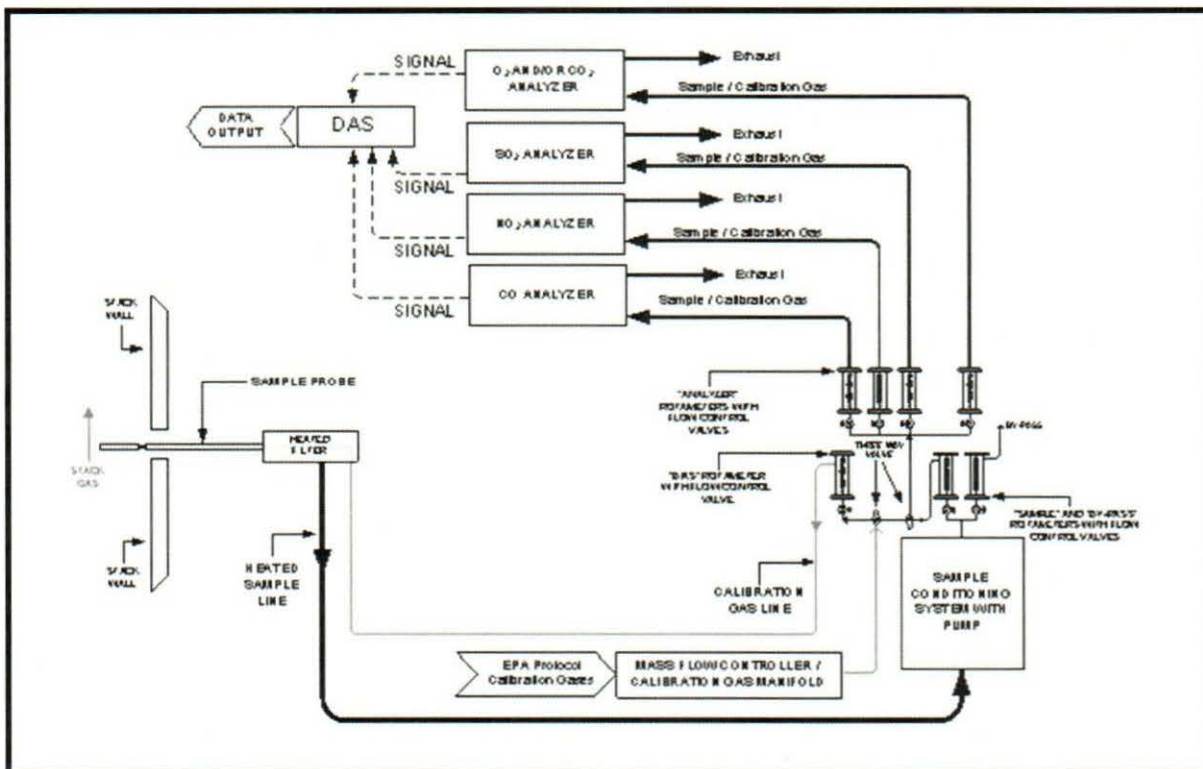 SIGNAL
O₂ AND/OR CO₂
ANALYZER
Exhaust
Sample / Calibration Gas
DATA
OUTPUT
DAS
SO₂ ANALYZER
Exhaust
Sample / Calibration Gas
SIGNAL
NO₂ ANALYZER
Exhaust
Sample / Calibration Gas
SIGNAL
CO ANALYZER
Exhaust
Sample / Calibration Gas
SIGNAL
STACK
WALL
SAMPLE PROBE
HEATED
FILTER
STACK
GAS
STACK
WALL
HEATED
SAMPLE
LINE
"ANALYZER"
ROTAMETERS WITH
FLOW CONTROL
VALVES
THREE WAY
VALVE
BY-PASS
"BIAS" ROTAMETER
WITH FLOW CONTROL
VALVE
"SAMPLE" AND "BY-PASS"
ROTAMETERS WITH FLOW
CONTROL VALVES
CALIBRATION
GAS LINE
SAMPLE
CONDITIONING
SYSTEM WITH
PUMP
EPA Protocol
Calibration Gases
MASS FLOW CONTROLLER /
CALIBRATION GAS MANIFOLD